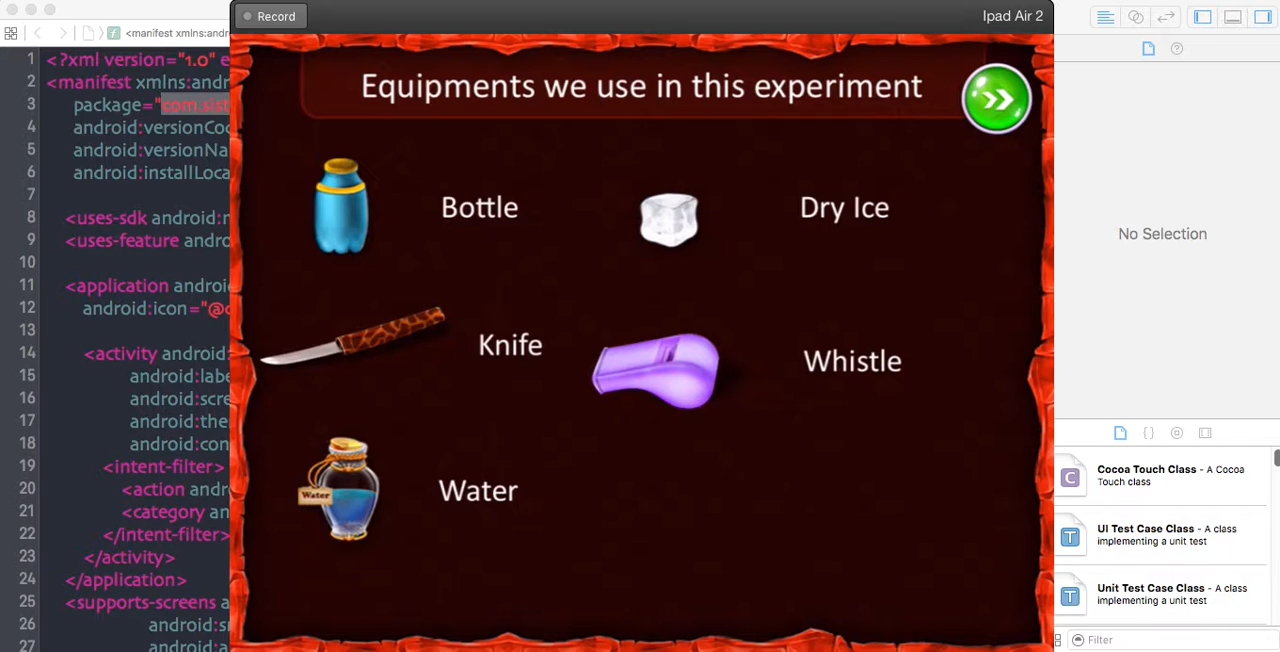 Record
Ipad Air 2
<manifest xmlns:andr
Equipments we use in this experiment
Bottle
Dry Ice
Knife
Whistle
Water
Water
1 <?xml version="1.0" e
2 <manifest xmlns:andr
3 package="com.sist
4 android:versionCo
5 android:versionNa
6 android:installLoca
7
8 <uses-sdk android:
9 <uses-feature andro
10
11 <application android
12 android:icon="@
13
14 <activity android:
15 android:labe
16 android:scre
17 android:the
18 android:con
19 <intent-filter>
20 <action andr
21 <category an
22 </intent-filter>
23 </activity>
24 </application>
25 <supports-screens a
26 android:s
27 android:a
No Selection
{}
C
Cocoa Touch Class - A Cocoa
Touch class
T
UI Test Case Class - A class
implementing a unit test
T
Unit Test Case Class - A class
implementing a unit test
Filter